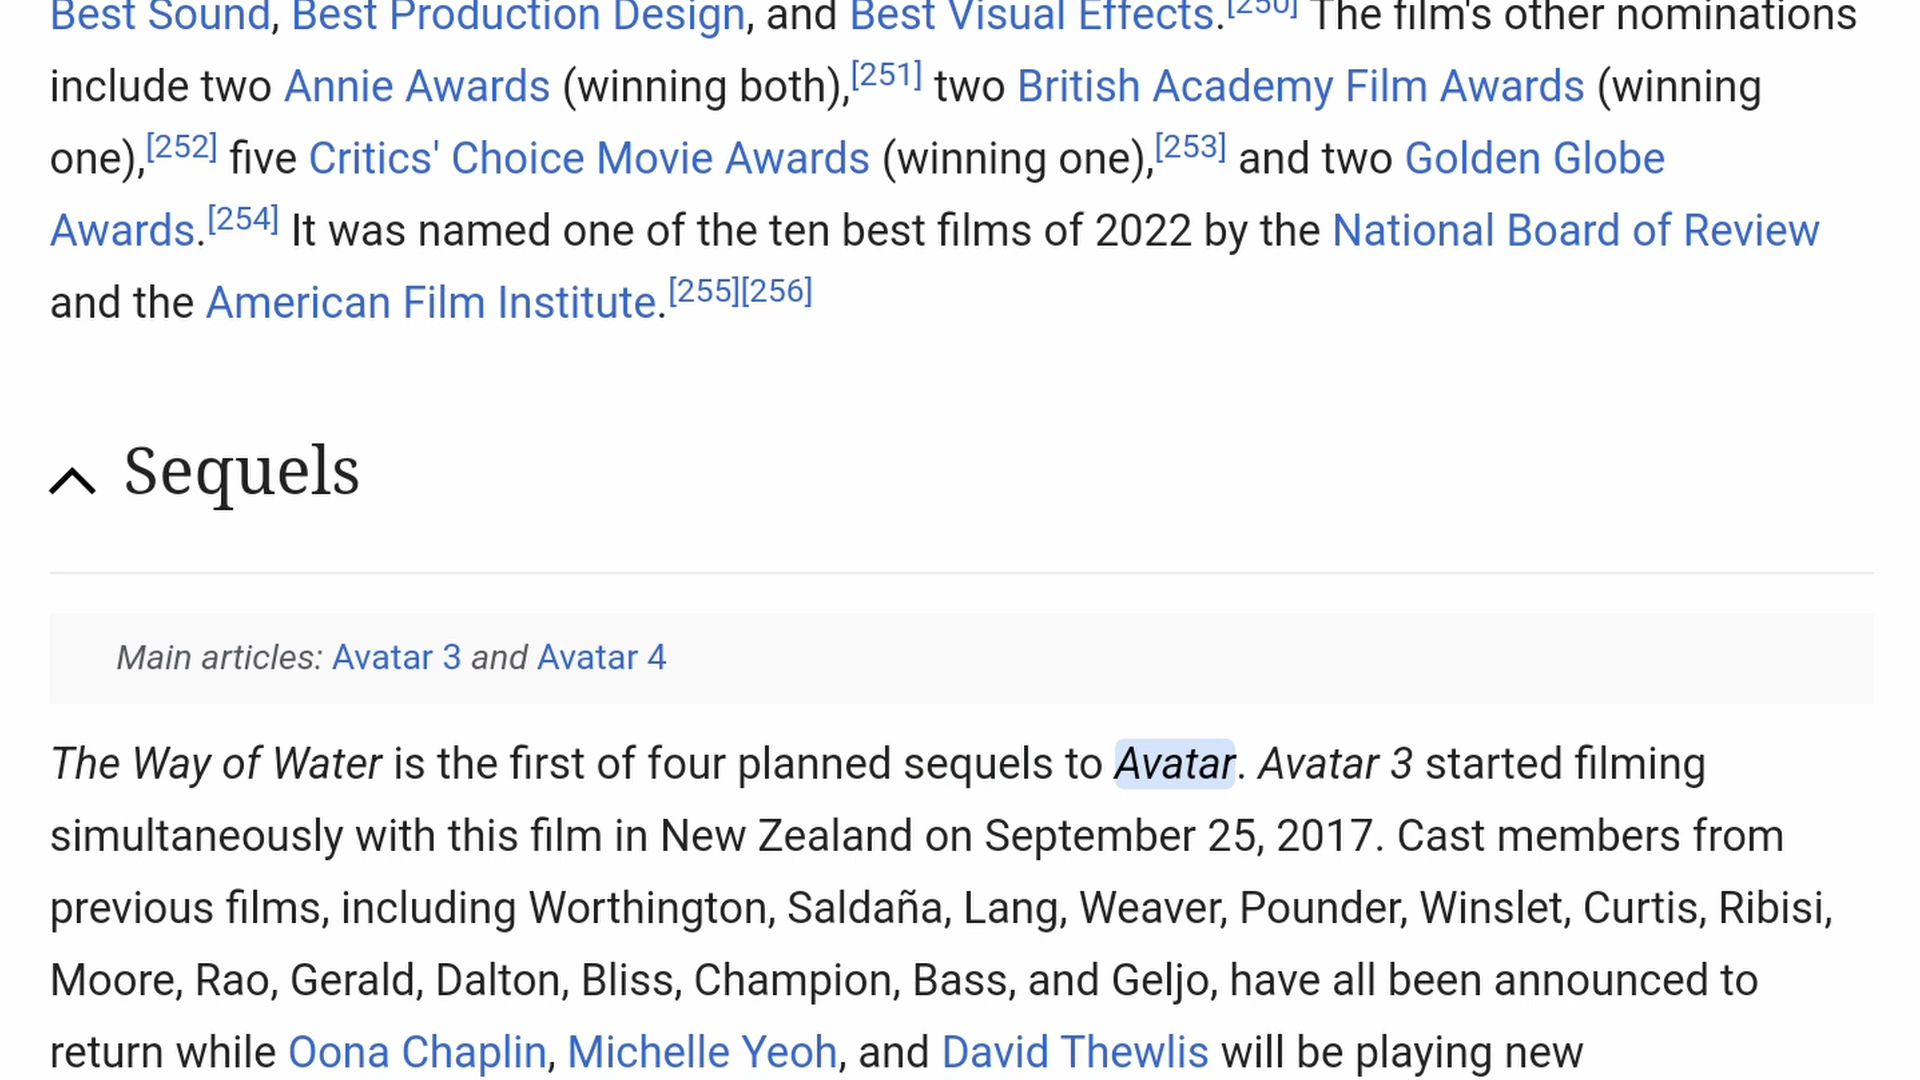 Best Sound, Best Production Design, and Best Visual Effects.[250] The film's other nominations
include two Annie Awards (winning both),[251] two British Academy Film Awards (winning
one),[252] five Critics' Choice Movie Awards (winning one),[253] and two Golden Globe
Awards.[254] It was named one of the ten best films of 2022 by the National Board of Review
and the American Film Institute.[255][256]
Sequels
Main articles: Avatar 3 and Avatar 4
The Way of Water is the first of four planned sequels to Avatar. Avatar 3 started filming
simultaneously with this film in New Zealand on September 25, 2017. Cast members from
previous films, including Worthington, Saldaña, Lang, Weaver, Pounder, Winslet, Curtis, Ribisi,
Moore, Rao, Gerald, Dalton, Bliss, Champion, Bass, and Geljo, have all been announced to
return while Oona Chaplin, Michelle Yeoh, and David Thewlis will be playing new